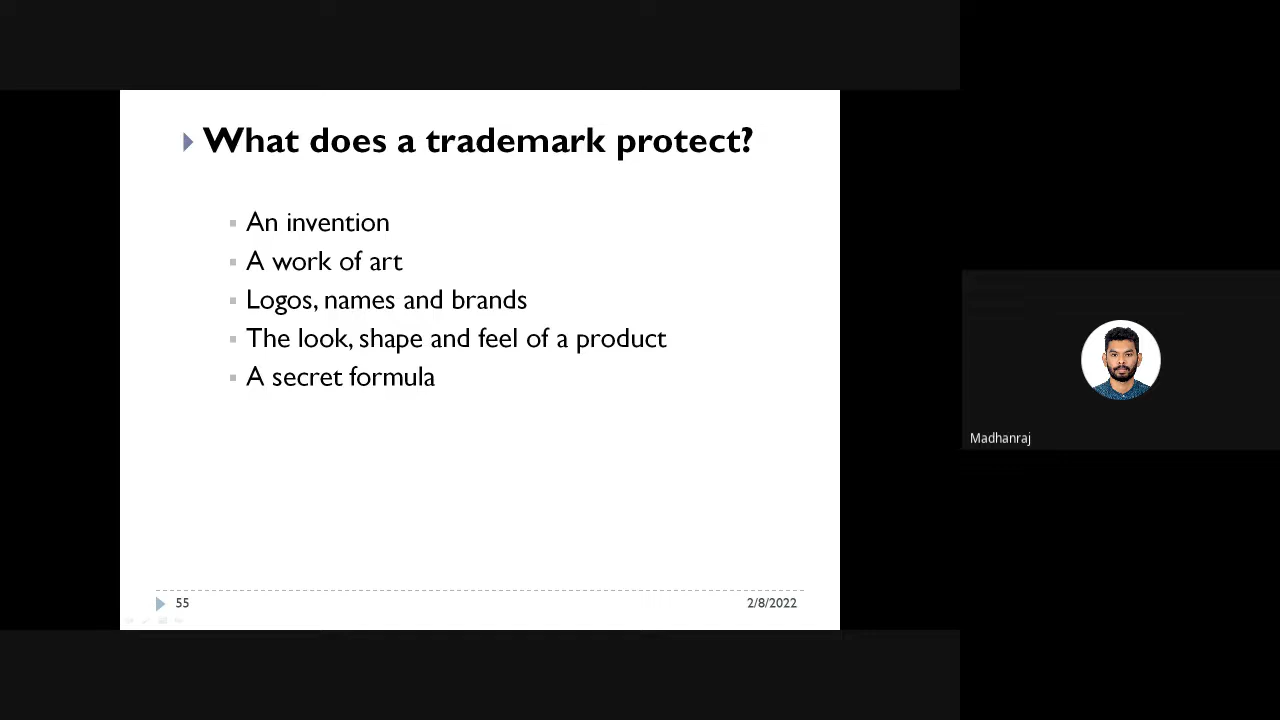 What does a trademark protect?
An invention
A work of art
Logos, names and brands
The look, shape and feel of a product
A secret formula
55
2/8/2022
Madhanraj